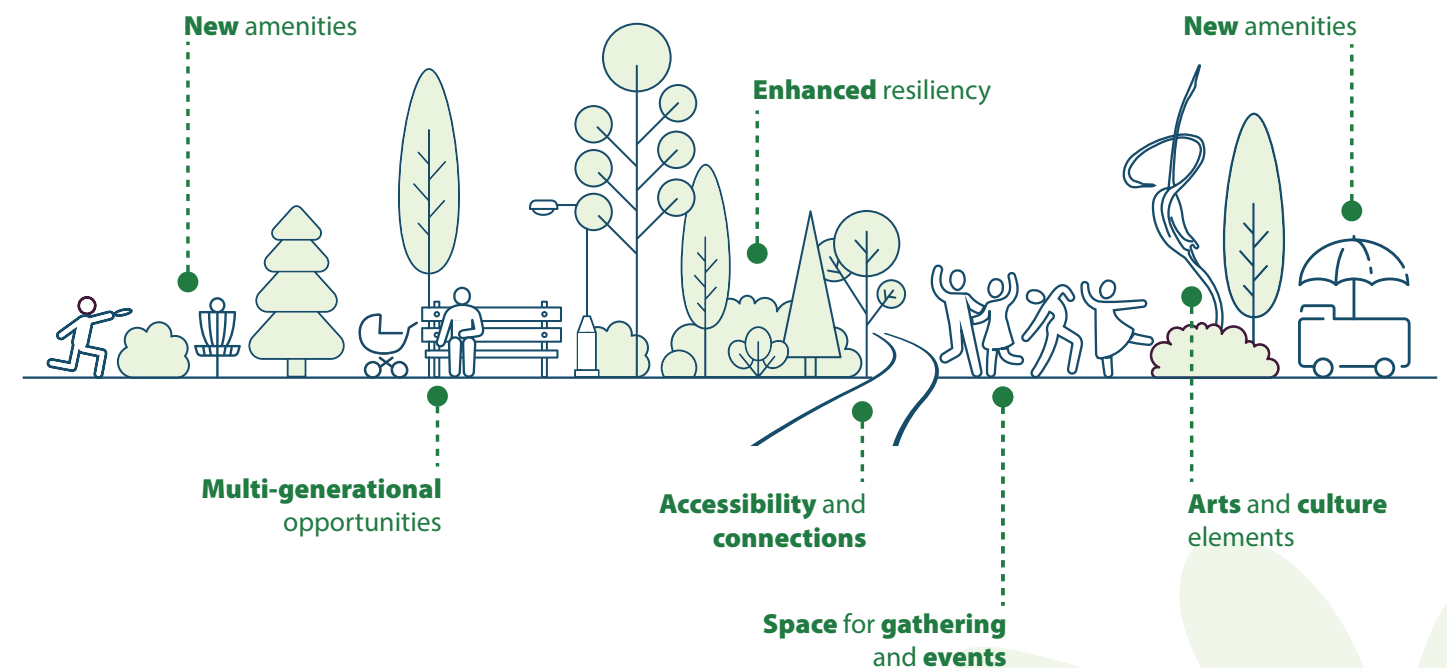 New amenities
New amenities
Enhanced resiliency
Multi-generational
opportunities
Accessibility and
connections
Arts and culture
elements
Space for gathering
and events